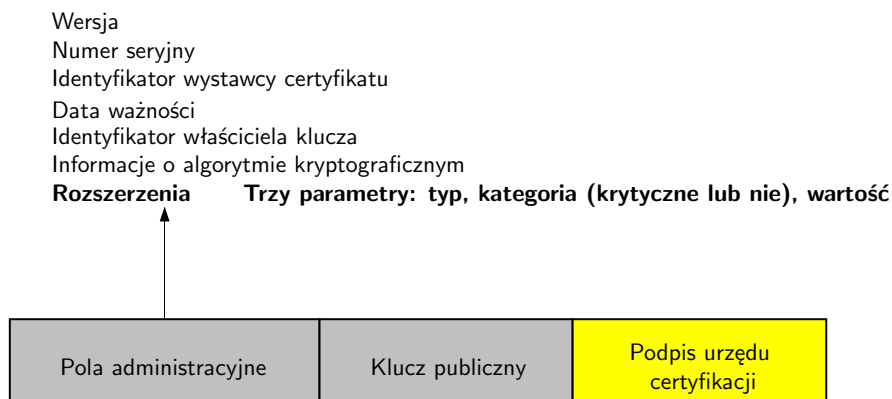 Wersja
Numer seryjny
Identyfikator wystawcy certyfikatu
Data ważności
Identyfikator właściciela klucza
Informacje o algorytmie kryptograficznym
Rozszerzenia Trzy parametry: typ, kategoria (krytyczne lub nie), wartość
Pola administracyjne
Klucz publiczny
Podpis urzędu
certyfikacji